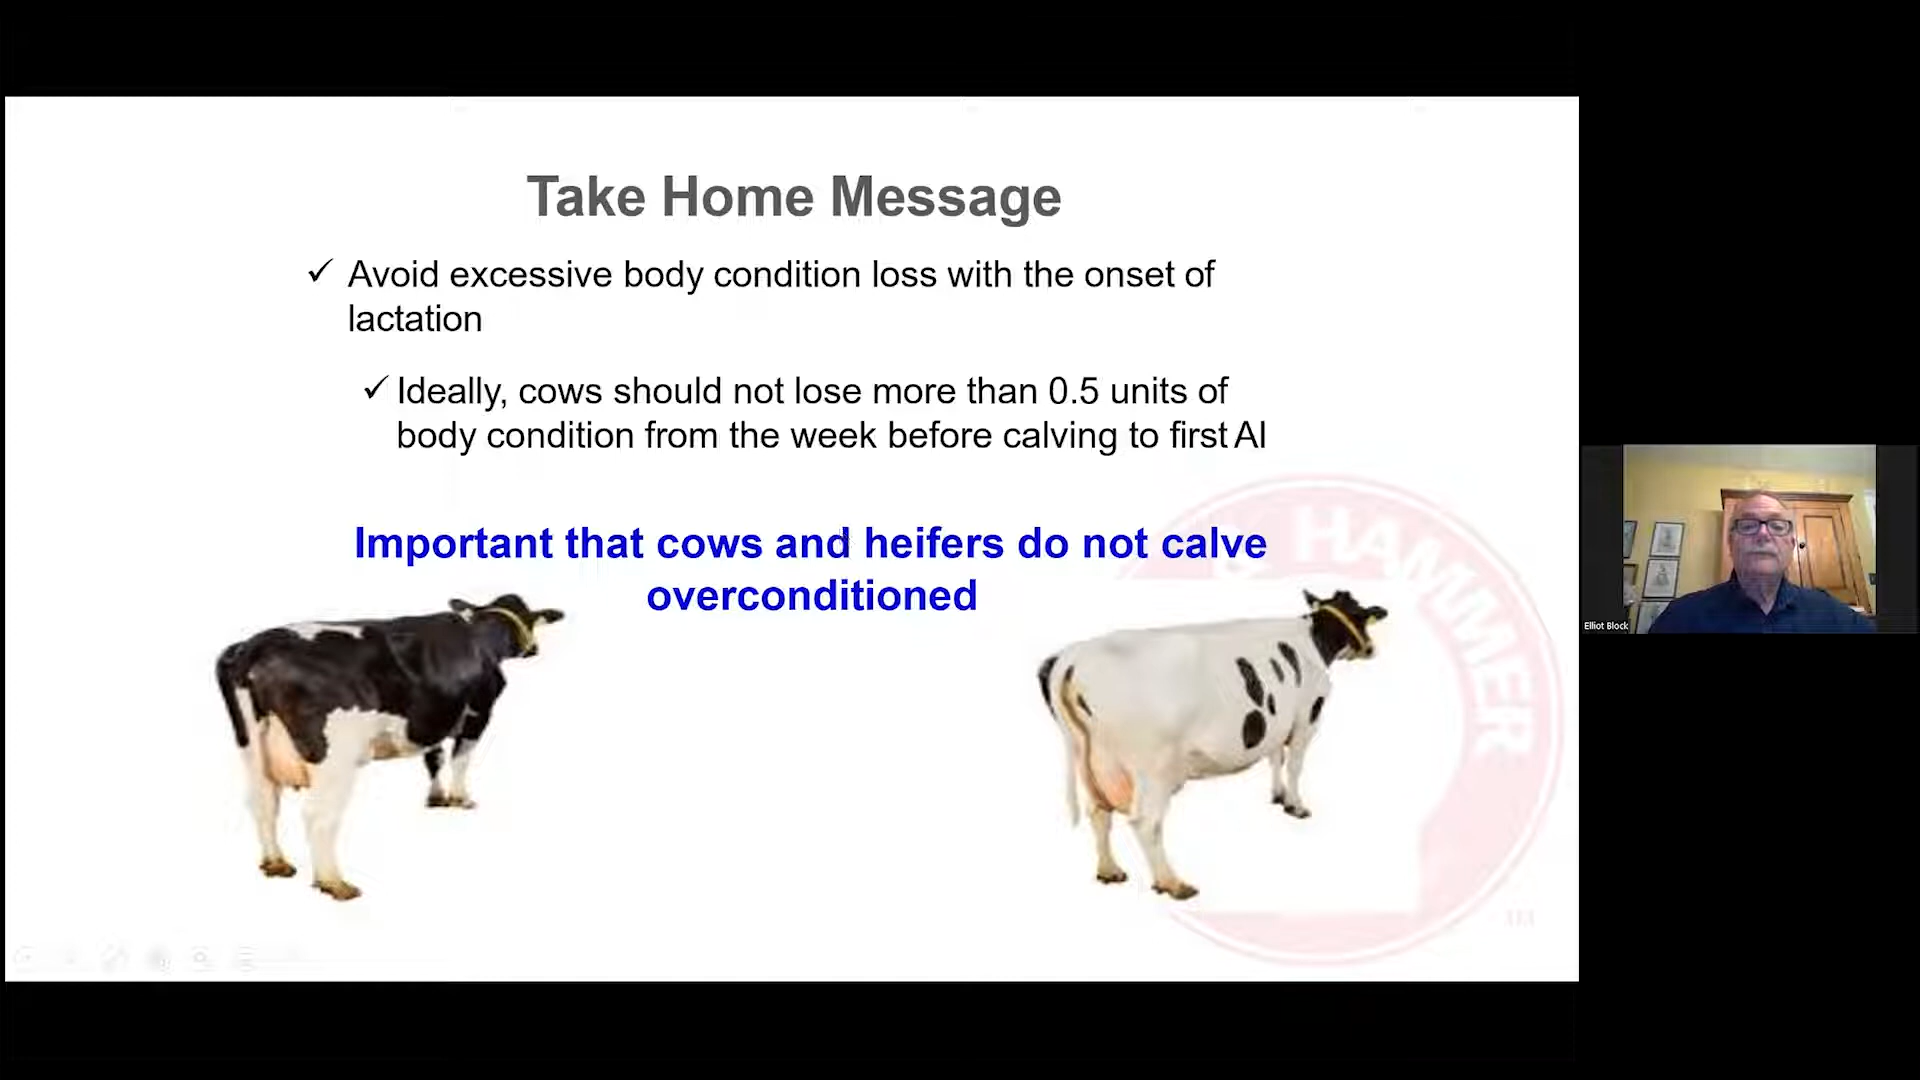 Take Home Message
✓ Avoid excessive body condition loss with the onset of
lactation
✓ Ideally, cows should not lose more than 0.5 units of
body condition from the week before calving to first AI
Important that cows and heifers do not calve
overconditioned
& HAMMER
Elliot Block